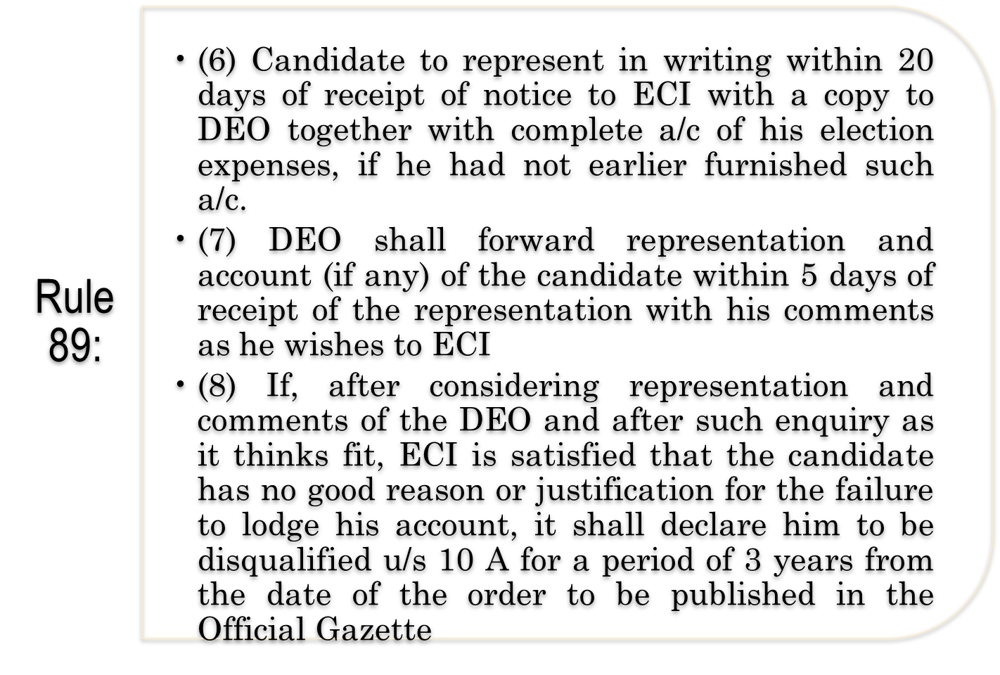 Rule
89:
• (6) Candidate to represent in writing within 20
days of receipt of notice to ECI with a copy to
DEO together with complete a/c of his election
expenses, if he had not earlier furnished such
a/c.
• (7) DEO shall forward representation and
account (if any) of the candidate within 5 days of
receipt of the representation with his comments
as he wishes to ECI
• (8) If, after considering representation and
comments of the DEO and after such enquiry as
it thinks fit, ECI is satisfied that the candidate
has no good reason or justification for the failure
to lodge his account, it shall declare him to be
disqualified u/s 10 A for a period of 3 years from
the date of the order to be published in the
Official Gazette